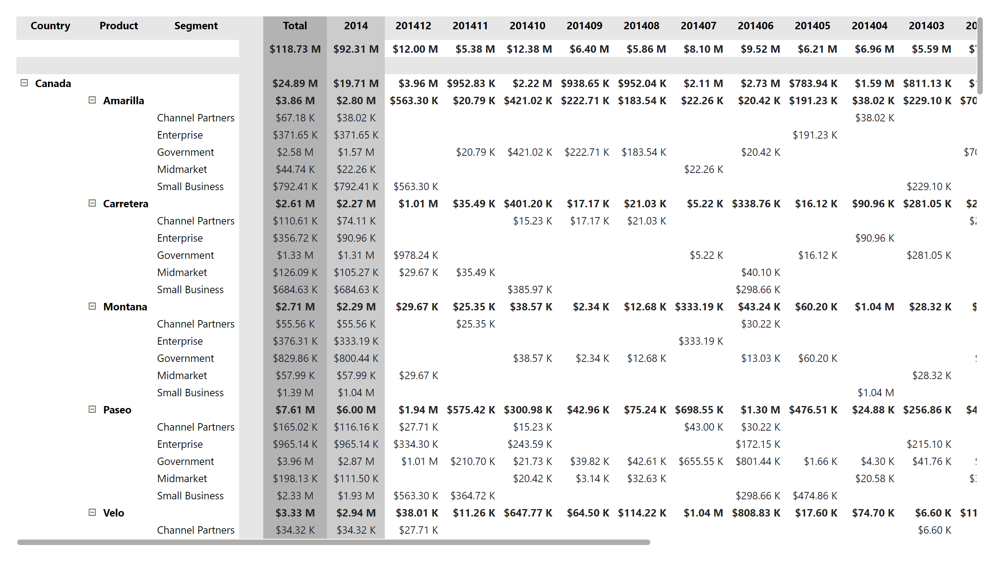 Country Product Segment Total 2014 201412 201411 201410 201409 201408 201407 201406 201405 201404 201403
$118.73 M $92.31 M $12.00 M $5.38 M $12.38 M $6.40 M $5.86 M $8.10 M $9.52 M $6.21 M $6.96 M $5.59 M
Canada $24.89 M $19.71 M $3.96 M $952.83 K $2.22 M $938.65 K $952.04 K $2.11 M $2.73 M $783.94 K $1.59 M $811.13 K
Amarilla $3.86 M $2.80 M $563.30 K $20.79 K $421.02 K $222.71 K $183.54 K $22.26 K $20.42 K $191.23 K $38.02 K $229.10 K
Channel Partners $67.18 K $38.02 K $38.02 K
Enterprise $371.65 K $371.65 K $191.23 K
Government $2.58 M $1.57 M $20.79 K $421.02 K $222.71 K $183.54 K $20.42 K
Midmarket $44.74 K $22.26 K $22.26 K
Small Business $792.41 K $792.41 K $563.30 K $229.10 K
Carretera $2.61 M $2.27 M $1.01 M $35.49 K $401.20 K $17.17 K $21.03 K $5.22 K $338.76 K $16.12 K $90.96 K $281.05 K
Channel Partners $110.61 K $74.11 K $15.23 K $17.17 K $21.03 K
Enterprise $356.72 K $90.96 K $90.96 K
Government $1.33 M $1.31 M $978.24 K $5.22 K $16.12 K $281.05 K
Midmarket $126.09 K $105.27 K $29.67 K $35.49 K $40.10 K
Small Business $684.63 K $684.63 K $385.97 K $298.66 K
Montana $2.71 M $2.29 M $29.67 K $25.35 K $38.57 K $2.34 K $12.68 K $333.19 K $43.24 K $60.20 K $1.04 M $28.32 K
Channel Partners $55.56 K $55.56 K $25.35 K $30.22 K
Enterprise $376.31 K $333.19 K $333.19 K
Government $829.86 K $800.44 K $38.57 K $2.34 K $12.68 K $13.03 K $60.20 K
Midmarket $57.99 K $57.99 K $29.67 K $28.32 K
Small Business $1.39 M $1.04 M $1.04 M
Paseo $7.61 M $6.00 M $1.94 M $575.42 K $300.98 K $42.96 K $75.24 K $698.55 K $1.30 M $476.51 K $24.88 K $256.86 K
Channel Partners $165.02 K $116.16 K $27.71 K $15.23 K $43.00 K $30.22 K
Enterprise $965.14 K $965.14 K $334.30 K $243.59 K $172.15 K $215.10 K
Government $3.96 M $2.87 M $1.01 M $210.70 K $21.73 K $39.82 K $42.61 K $655.55 K $801.44 K $1.66 K $4.30 K $41.76 K
Midmarket $198.13 K $111.50 K $20.42 K $3.14 K $32.63 K $20.58 K
Small Business $2.33 M $1.93 M $563.30 K $364.72 K $298.66 K $474.86 K
Velo $3.33 M $2.94 M $38.01 K $11.26 K $647.77 K $64.50 K $114.22 K $1.04 M $808.83 K $17.60 K $74.70 K $6.60 K
Channel Partners $34.32 K $34.32 K $27.71 K $6.60 K